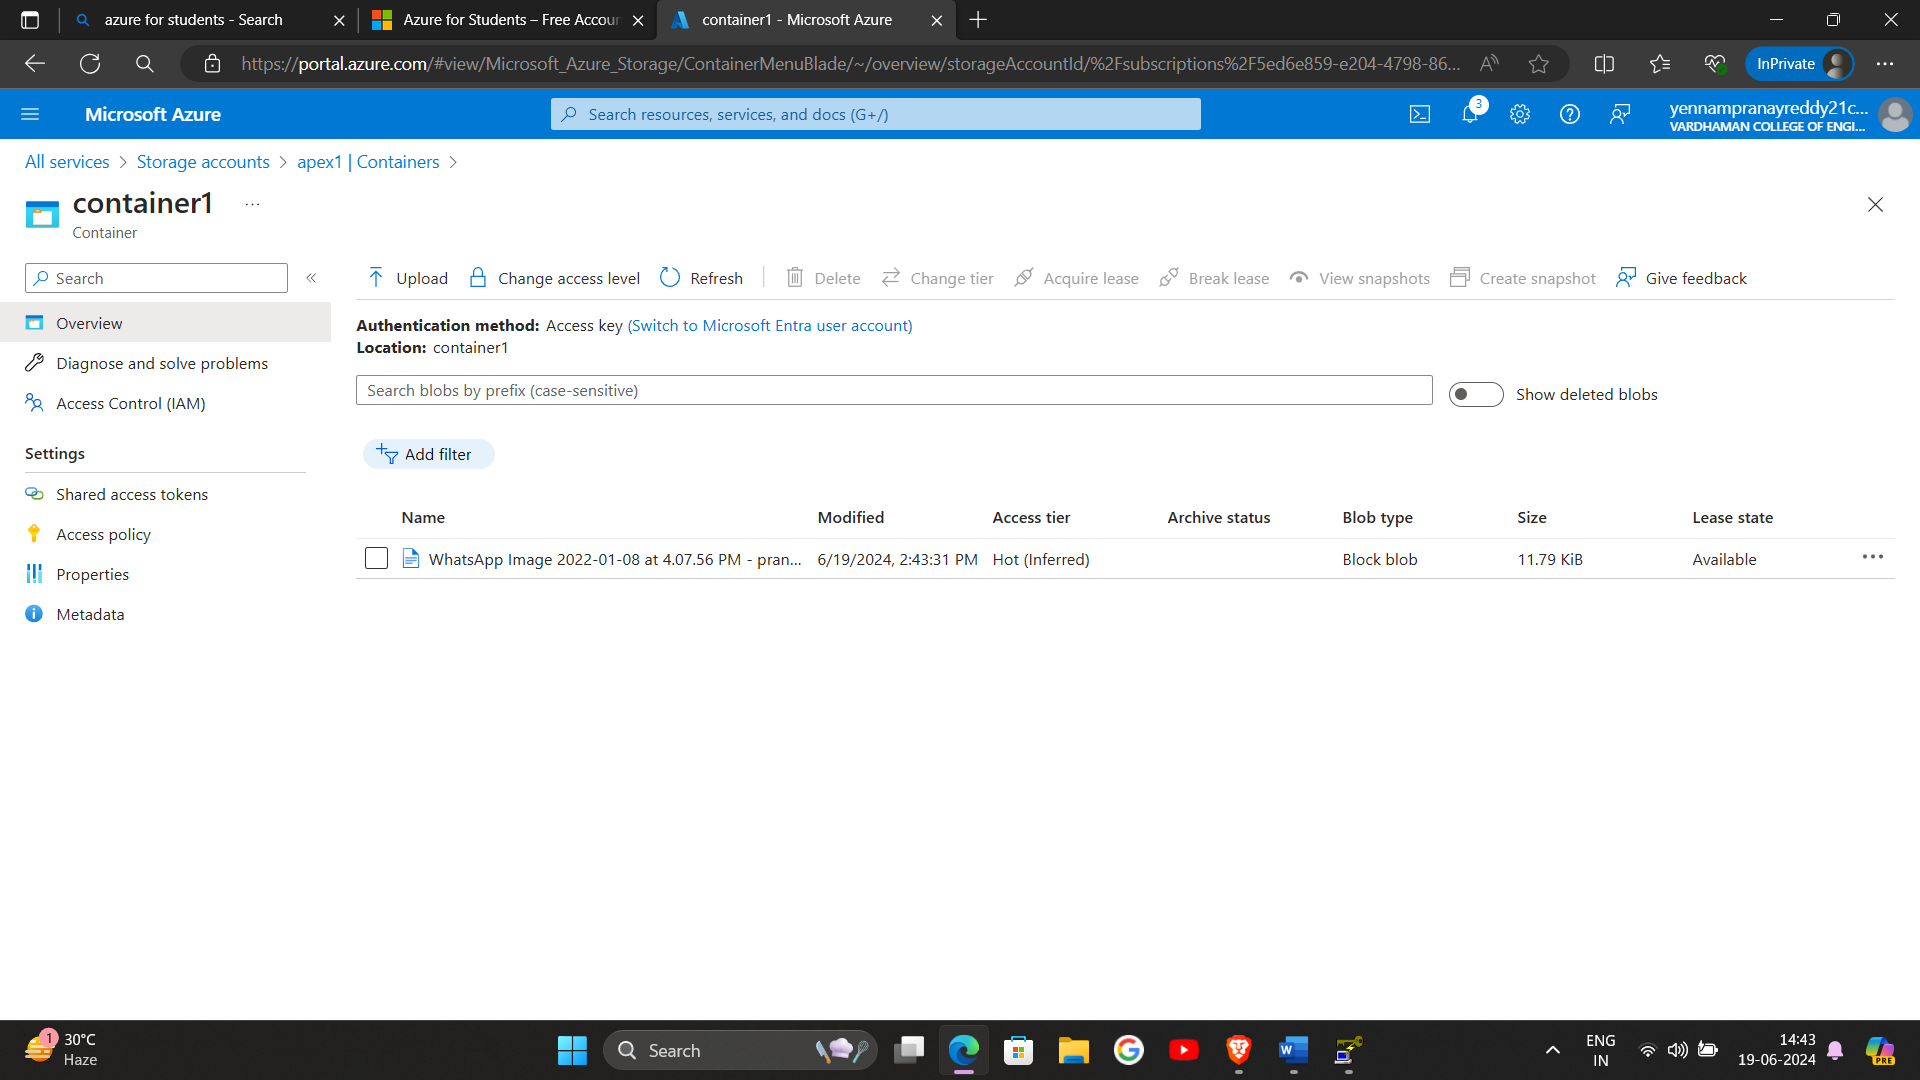 azure for students - Search
Azure for Students – Free Accoun
container1 - Microsoft Azure
https://portal.azure.com/#view/Microsoft_Azure_Storage/ContainerMenuBlade/~/overview/storageAccountId/%2Fsubscriptions%2F5ed6e859-e204-4798-86...
InPrivate
Microsoft Azure
Search resources, services, and docs (G+/)
3
yennampranayreddy21c...
VARDHAMAN COLLEGE OF ENGI...
All services > Storage accounts > apex1 | Containers >
container1 ...
Container
Search
Overview
Diagnose and solve problems
Access Control (IAM)
Settings
Shared access tokens
Access policy
Properties
Metadata
Upload Change access level Refresh Delete Change tier Acquire lease Break lease View snapshots Create snapshot Give feedback
Authentication method: Access key (Switch to Microsoft Entra user account)
Location: container1
Search blobs by prefix (case-sensitive)
Show deleted blobs
Add filter
Name Modified Access tier Archive status Blob type Size Lease state
WhatsApp Image 2022-01-08 at 4.07.56 PM - pran... 6/19/2024, 2:43:31 PM Hot (Inferred) Block blob 11.79 KiB Available ...
1
30°C
Haze
Search
ENG
IN
14:43
19-06-2024
PRE